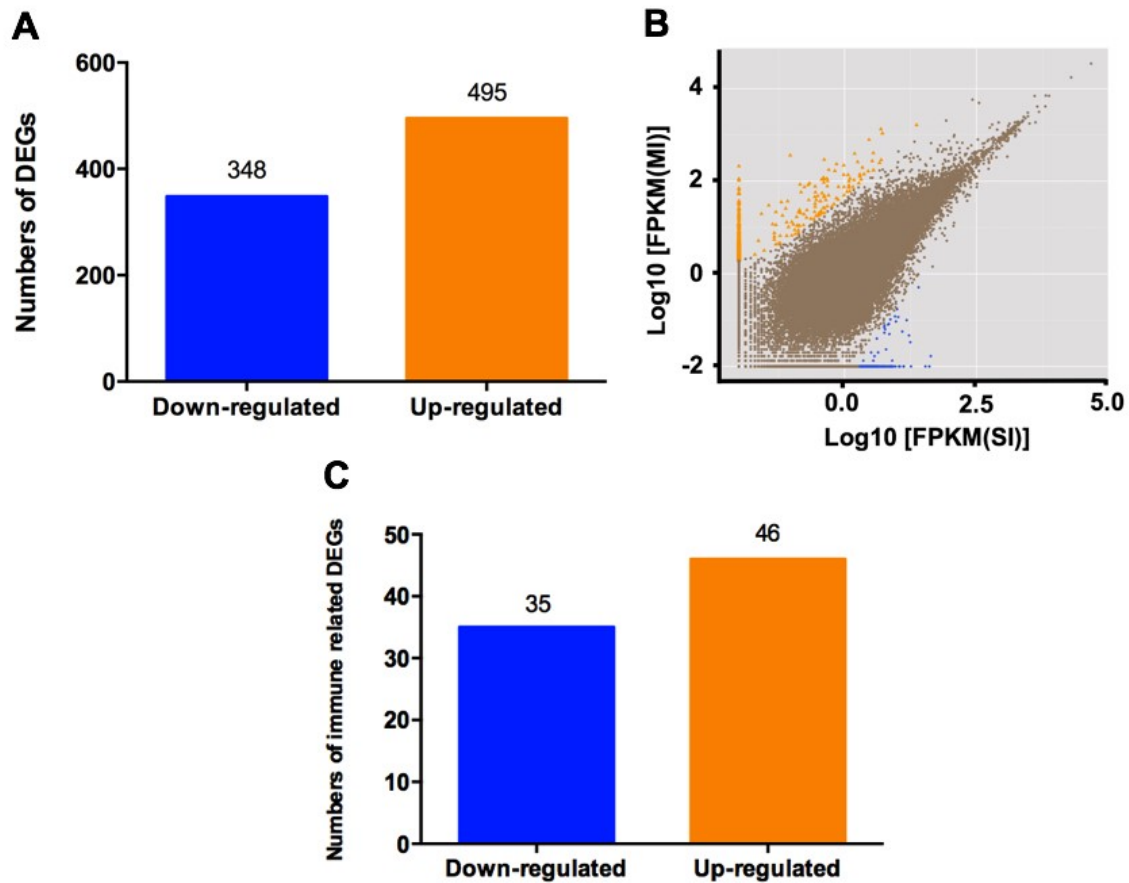 A
Numbers of DEGs
600
400
200
0
348
495
Down-regulated
Up-regulated
B
Log10 [FPKM(MI)]
4
2
0
-2
0.0
2.5
5.0
Log10 [FPKM(SI)]
C
Numbers of immune related DEGs
50
40
30
20
10
0
35
46
Down-regulated
Up-regulated